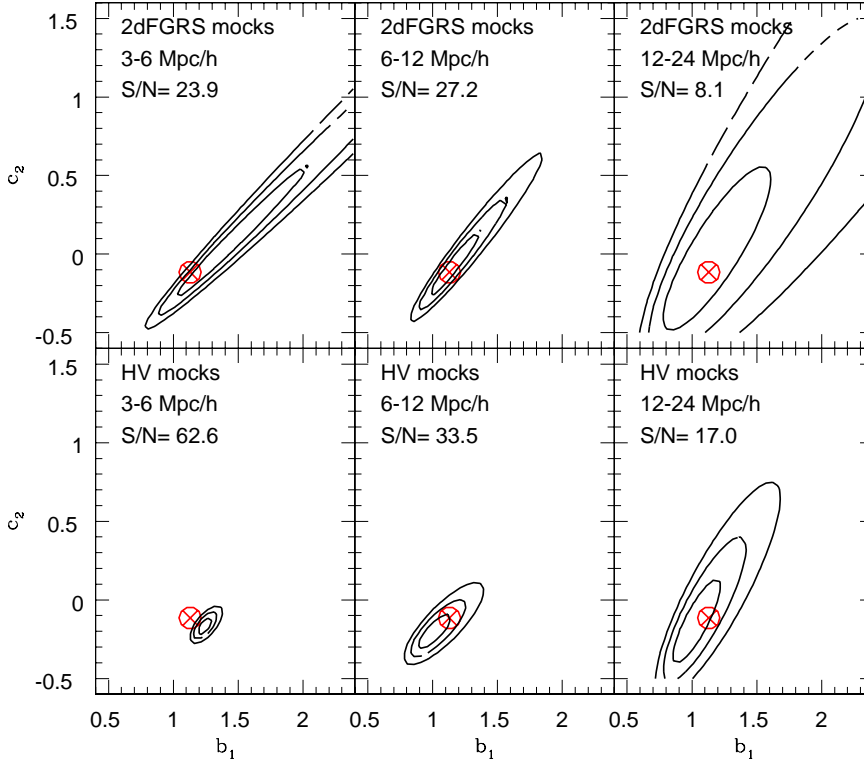 2dFGRS mocks
3-6 Mpc/h
S/N= 23.9
2dFGRS mocks
6-12 Mpc/h
S/N= 27.2
2dFGRS mocks
12-24 Mpc/h
S/N= 8.1
1.5
1
0.5
0
-0.5
c₂
HV mocks
3-6 Mpc/h
S/N= 62.6
HV mocks
6-12 Mpc/h
S/N= 33.5
HV mocks
12-24 Mpc/h
S/N= 17.0
1.5
1
0.5
0
-0.5
c₂
0.5 1 1.5 2
0.5 1 1.5 2
0.5 1 1.5 2
b₁
b₁
b₁